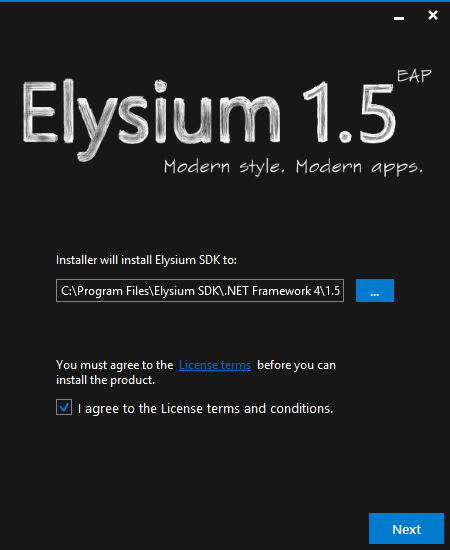 Elysium 1.5 EAP
Modern style. Modern apps.
Installer will install Elysium SDK to:
C:\Program Files\Elysium SDK\.NET Framework 4\1.5
...
You must agree to the License terms before you can
install the product.
I agree to the License terms and conditions.
Next